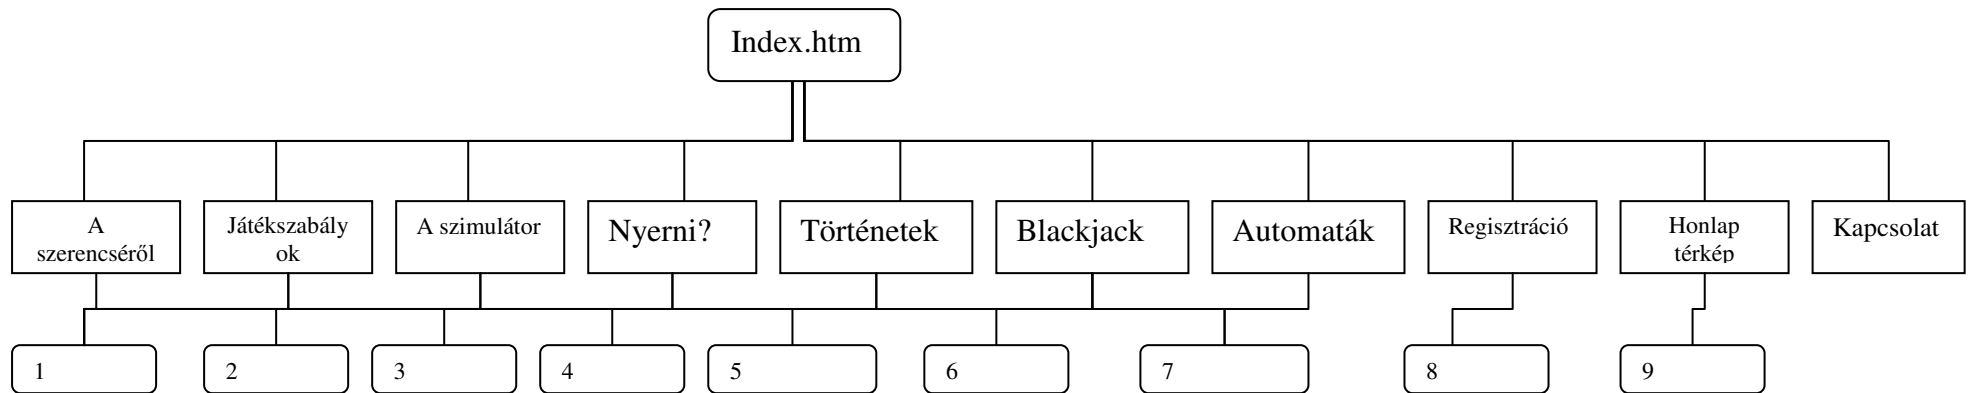 Index.htm
A
szerencséről
Játékszabály
ok
A szimulátor
Nyerni?
Történetek
Blackjack
Automaták
Regisztráció
Honlap
térkép
Kapcsolat
1
2
3
4
5
6
7
8
9